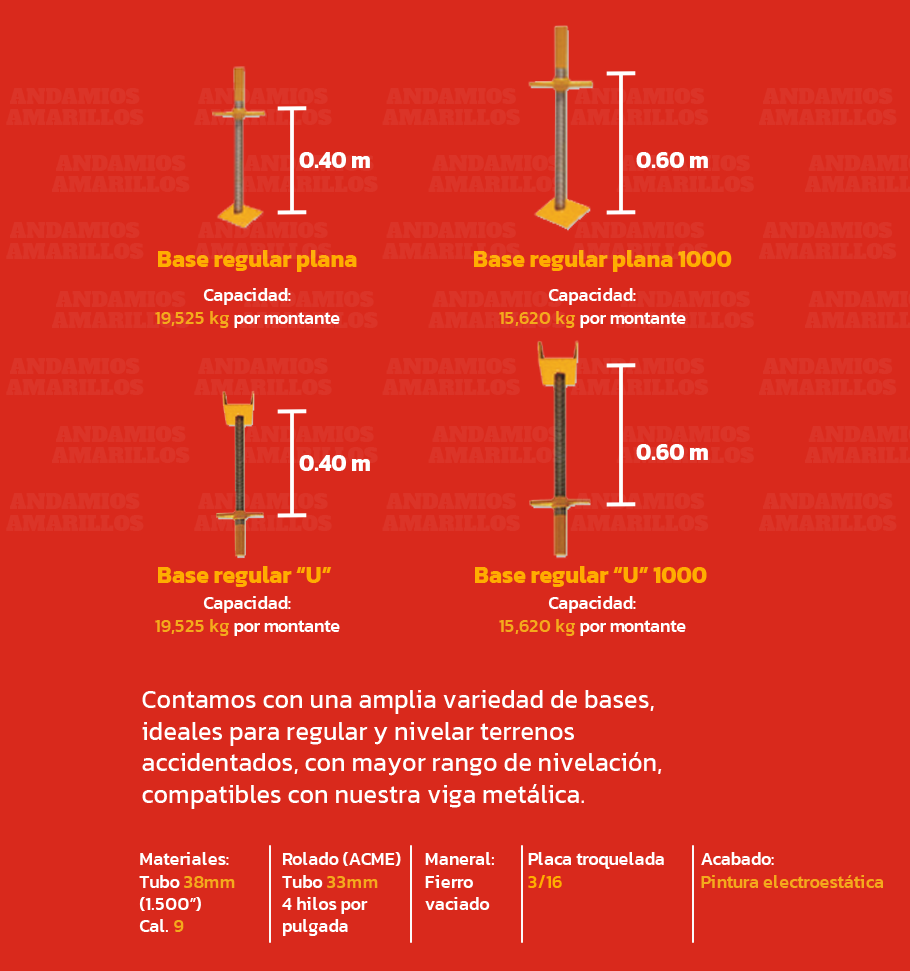 ANDAMIOS
AMARILLOS
0.40 m
0.60 m
Base regular plana
Capacidad:
19,525 kg por montante
Base regular plana 1000
Capacidad:
15,620 kg por montante
0.40 m
0.60 m
Base regular “U”
Capacidad:
19,525 kg por montante
Base regular “U” 1000
Capacidad:
15,620 kg por montante
Contamos con una amplia variedad de bases,
ideales para regular y nivelar terrenos
accidentados, con mayor rango de nivelación,
compatibles con nuestra viga metálica.
Materiales:
Tubo 38mm
(1.500”)
Cal. 9
Rolado (ACME)
Tubo 33mm
4 hilos por
pulgada
Maneral:
Fierro
vaciado
Placa troquelada
3/16
Acabado:
Pintura electroestática